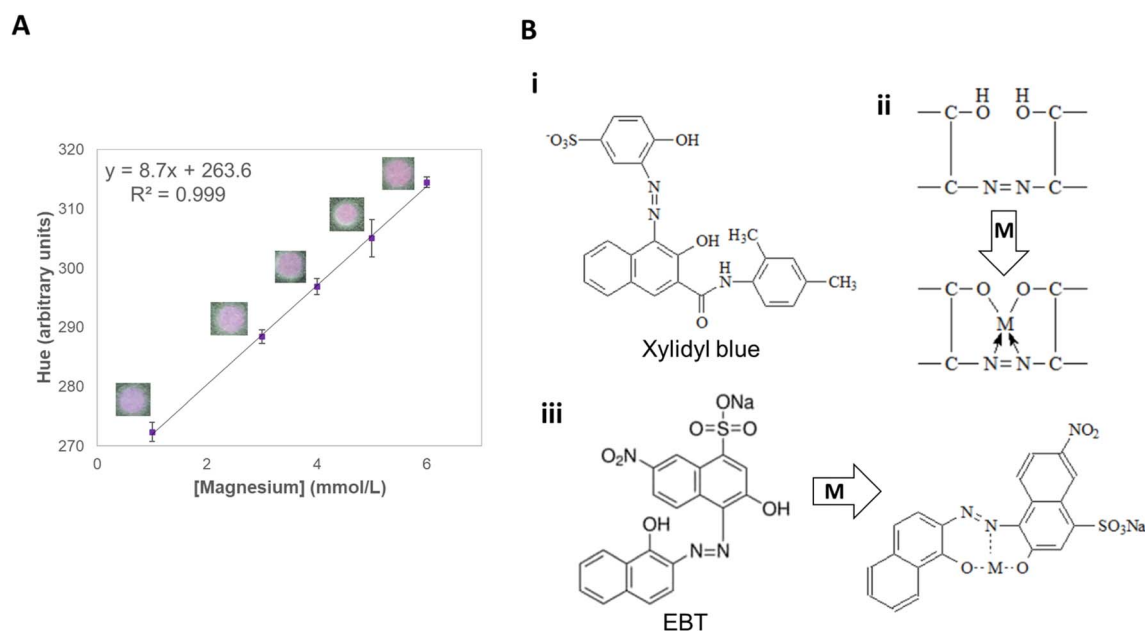 A
y = 8.7x + 263.6
R² = 0.999
320
310
300
290
280
270
0 2 4 6
Hue (arbitrary units)
[Magnesium] (mmol/L)
B
i
⁻O₃S
OH
N
N
OH
H₃C
H
N
CH₃
O
Xylidyl blue
ii
H H
C O O C
C N N C
M
C O O C
M
C N N C
iii
ONa
O=S=O
O₂N
OH
OH
N=N
EBT
M
NO₂
N
N
SO₃Na
O M O